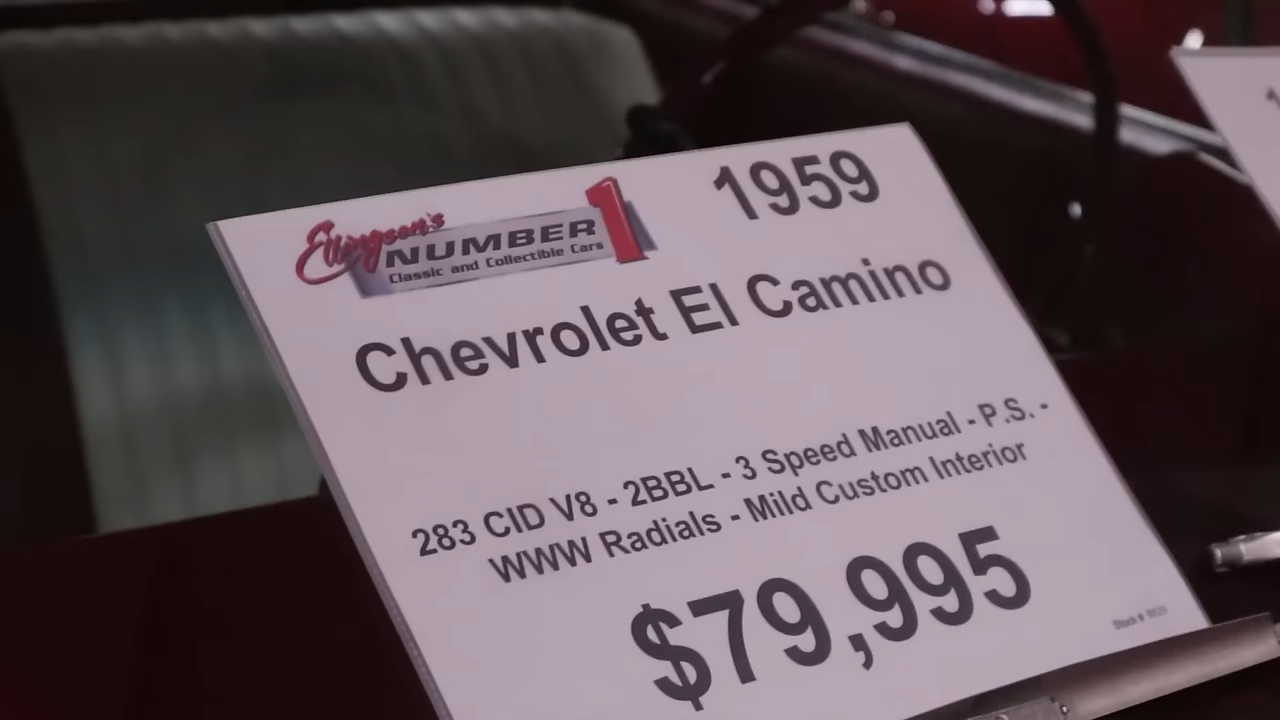 Ellingson's
NUMBER 1
Classic and Collectible Cars
1959
Chevrolet El Camino
283 CID V8 - 2BBL - 3 Speed Manual - P.S. -
WWW Radials - Mild Custom Interior
$79,995
Stock #